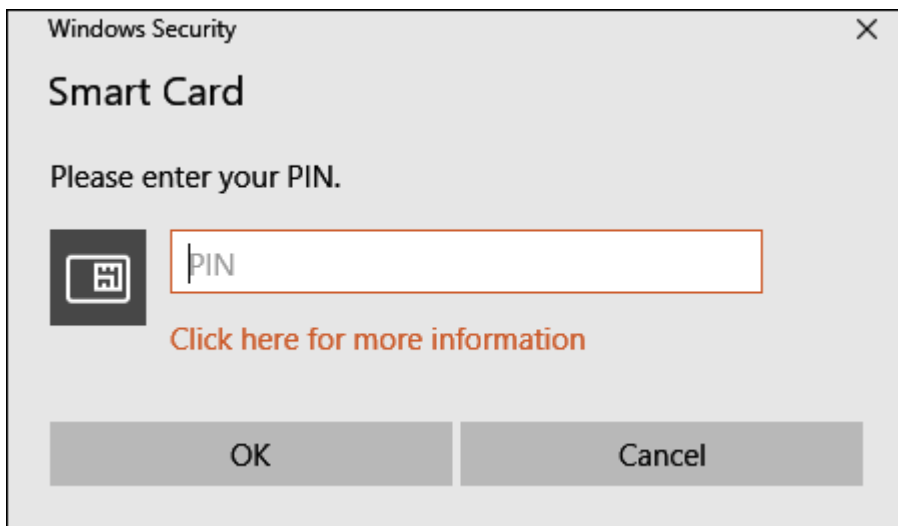 Windows Security
Smart Card
Please enter your PIN.
PIN
Click here for more information
OK
Cancel